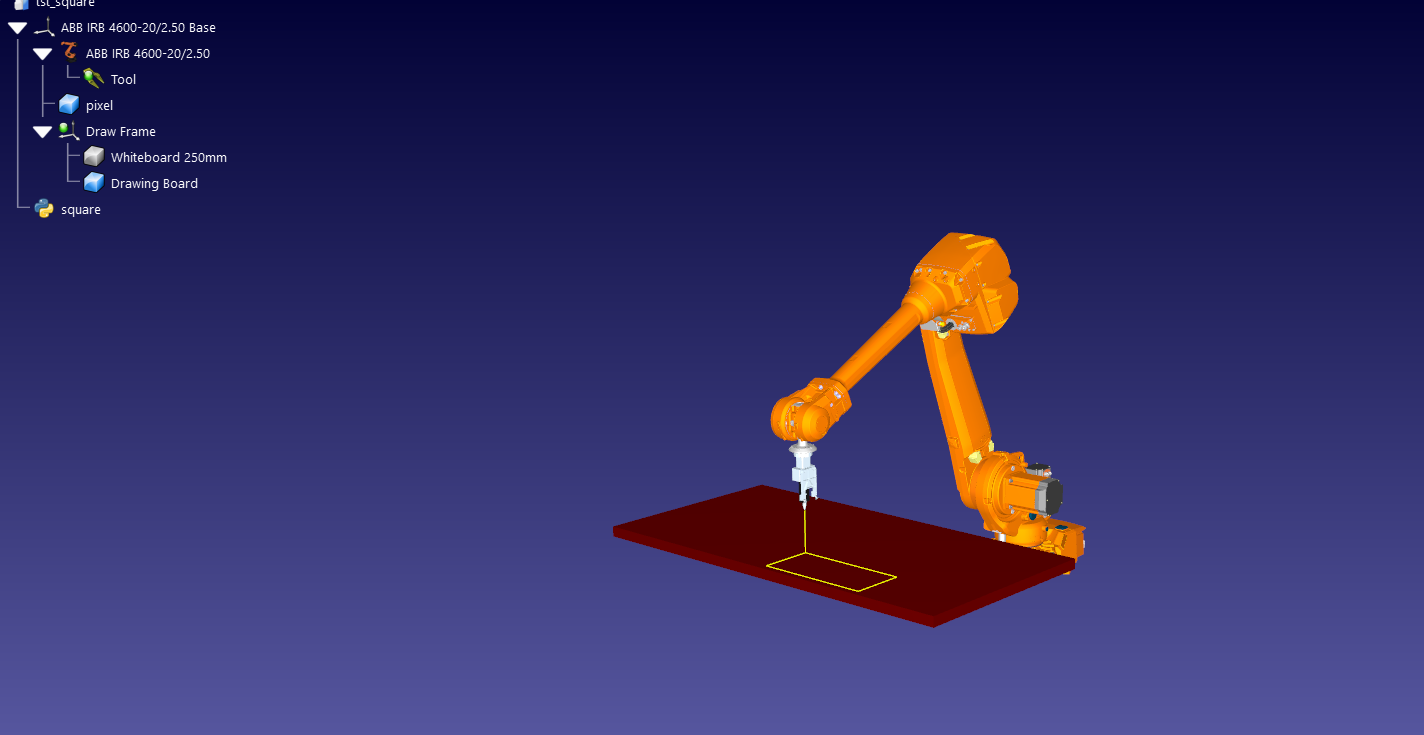 tst_square
ABB IRB 4600-20/2.50 Base
ABB IRB 4600-20/2.50
Tool
pixel
Draw Frame
Whiteboard 250mm
Drawing Board
square